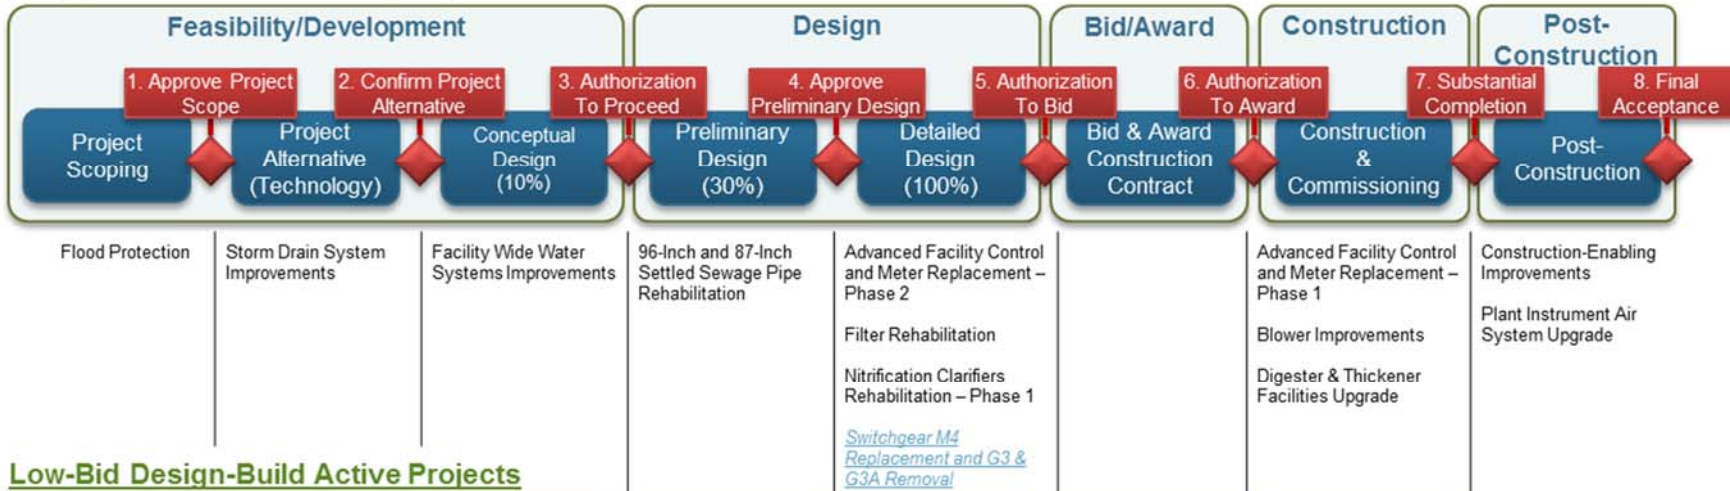 Feasibility/Development
Design
Bid/Award
Construction
Post-
Construction
1. Approve Project
Scope
2. Confirm Project
Alternative
3. Authorization
To Proceed
4. Approve
Preliminary Design
5. Authorization
To Bid
6. Authorization
To Award
7. Substantial
Completion
8. Final
Acceptance
Project
Scoping
Project
Alternative
(Technology)
Conceptual
Design
(10%)
Preliminary
Design
(30%)
Detailed
Design
(100%)
Bid & Award
Construction
Contract
Construction
&
Commissioning
Post-
Construction
Flood Protection
Storm Drain System
Improvements
Facility Wide Water
Systems Improvements
96-Inch and 87-Inch
Settled Sewage Pipe
Rehabilitation
Advanced Facility Control
and Meter Replacement –
Phase 2
Filter Rehabilitation
Nitrification Clarifiers
Rehabilitation – Phase 1
Switchgear M4
Replacement and G3 &
G3A Removal
Advanced Facility Control
and Meter Replacement –
Phase 1
Blower Improvements
Digester & Thickener
Facilities Upgrade
Construction-Enabling
Improvements
Plant Instrument Air
System Upgrade
Low-Bid Design-Build Active Projects